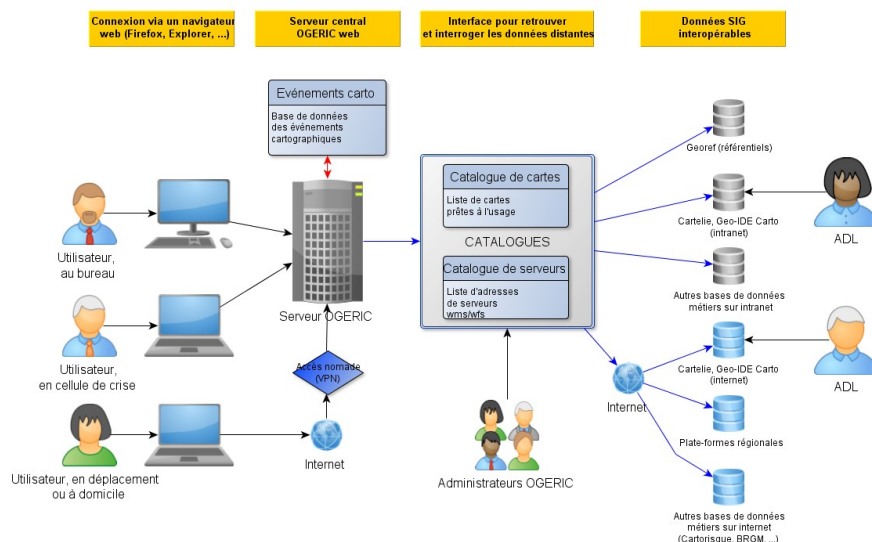 Connexion via un navigateur
web (Firefox, Explorer, ...)
Serveur central
OGERIC web
Interface pour retrouver
et interroger les données distantes
Données SIG
interopérables
Evénements carto
Base de données
des événements
cartographiques
Utilisateur,
au bureau
Utilisateur,
en cellule de crise
Utilisateur, en déplacement
ou à domicile
Serveur OGERIC
Accès nomade
(VPN)
Internet
Catalogue de cartes
Liste de cartes
prêtes à l'usage
CATALOGUES
Catalogue de serveurs
Liste d'adresses
de serveurs
wms/wfs
Administrateurs OGERIC
Internet
Georef (référentiels)
Cartelie, Geo-IDE Carto
(intranet)
ADL
Autres bases de données
métiers sur intranet
Cartelie, Geo-IDE Carto
(internet)
ADL
Plate-formes régionales
Autres bases de données
métiers sur internet
(Cartorisque, BRGM, ...)